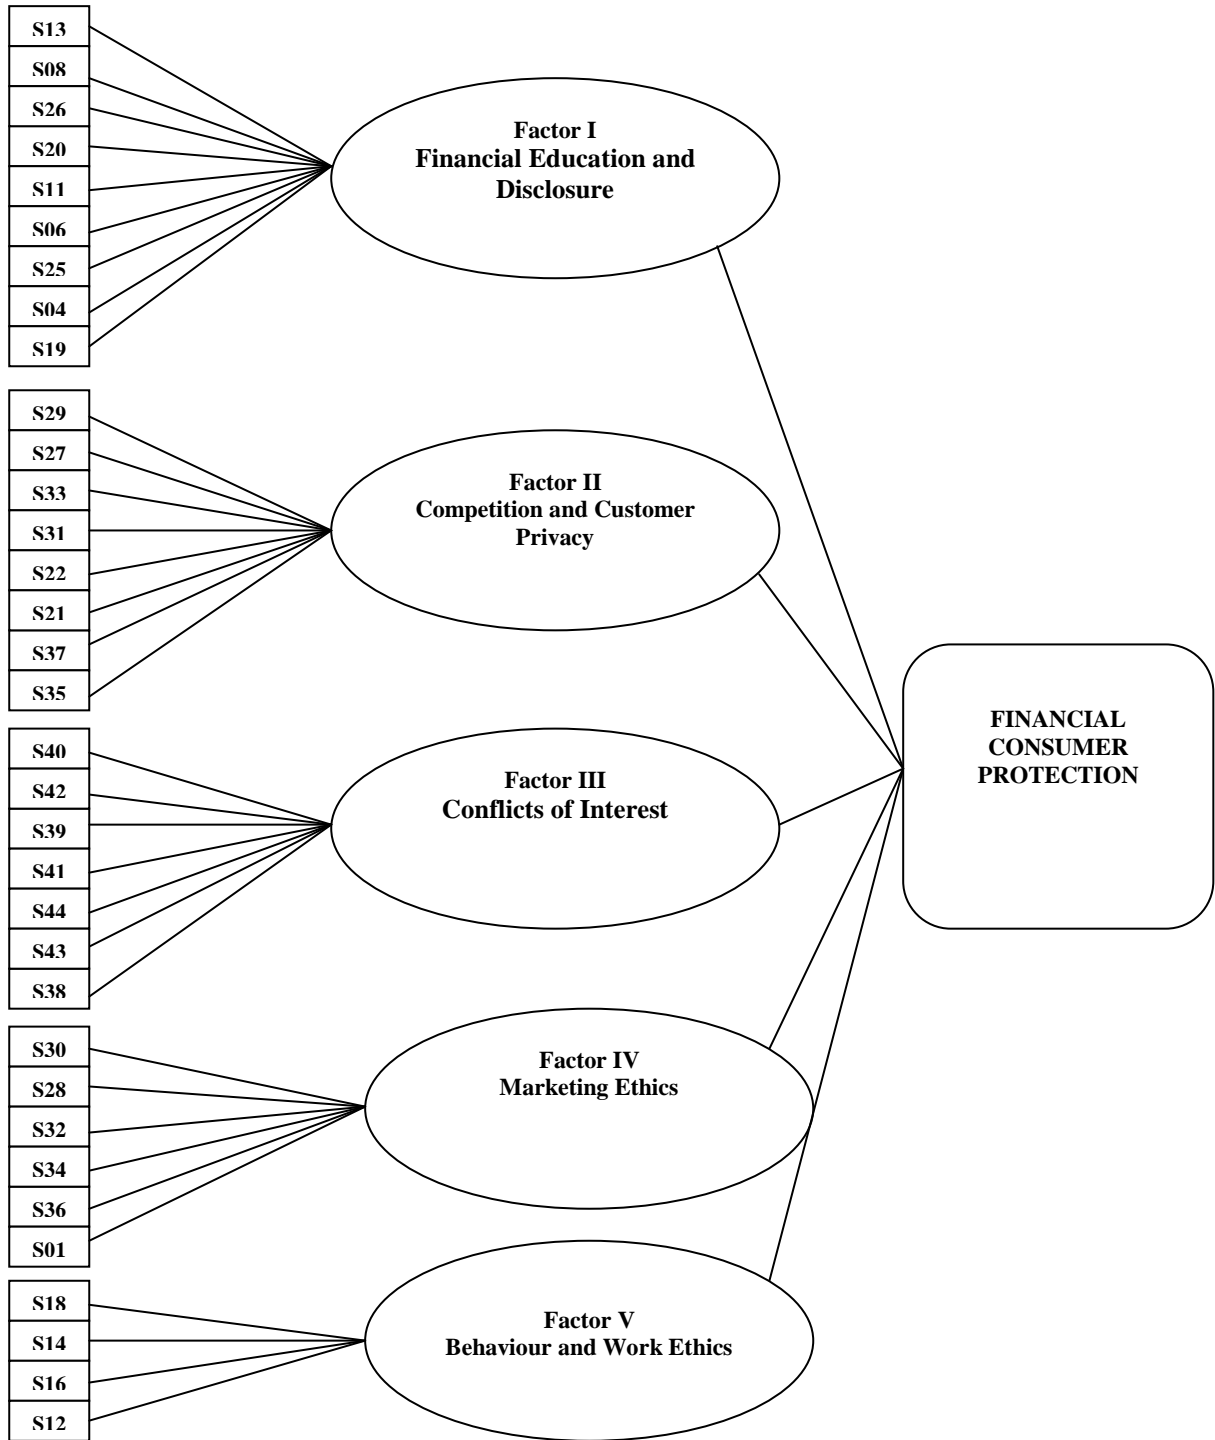 S13
S08
S26
S20
S11
S06
S25
S04
S19
Factor I
Financial Education and
Disclosure
S29
S27
S33
S31
S22
S21
S37
S35
Factor II
Competition and Customer
Privacy
S40
S42
S39
S41
S44
S43
S38
Factor III
Conflicts of Interest
FINANCIAL
CONSUMER
PROTECTION
S30
S28
S32
S34
S36
S01
Factor IV
Marketing Ethics
S18
S14
S16
S12
Factor V
Behaviour and Work Ethics